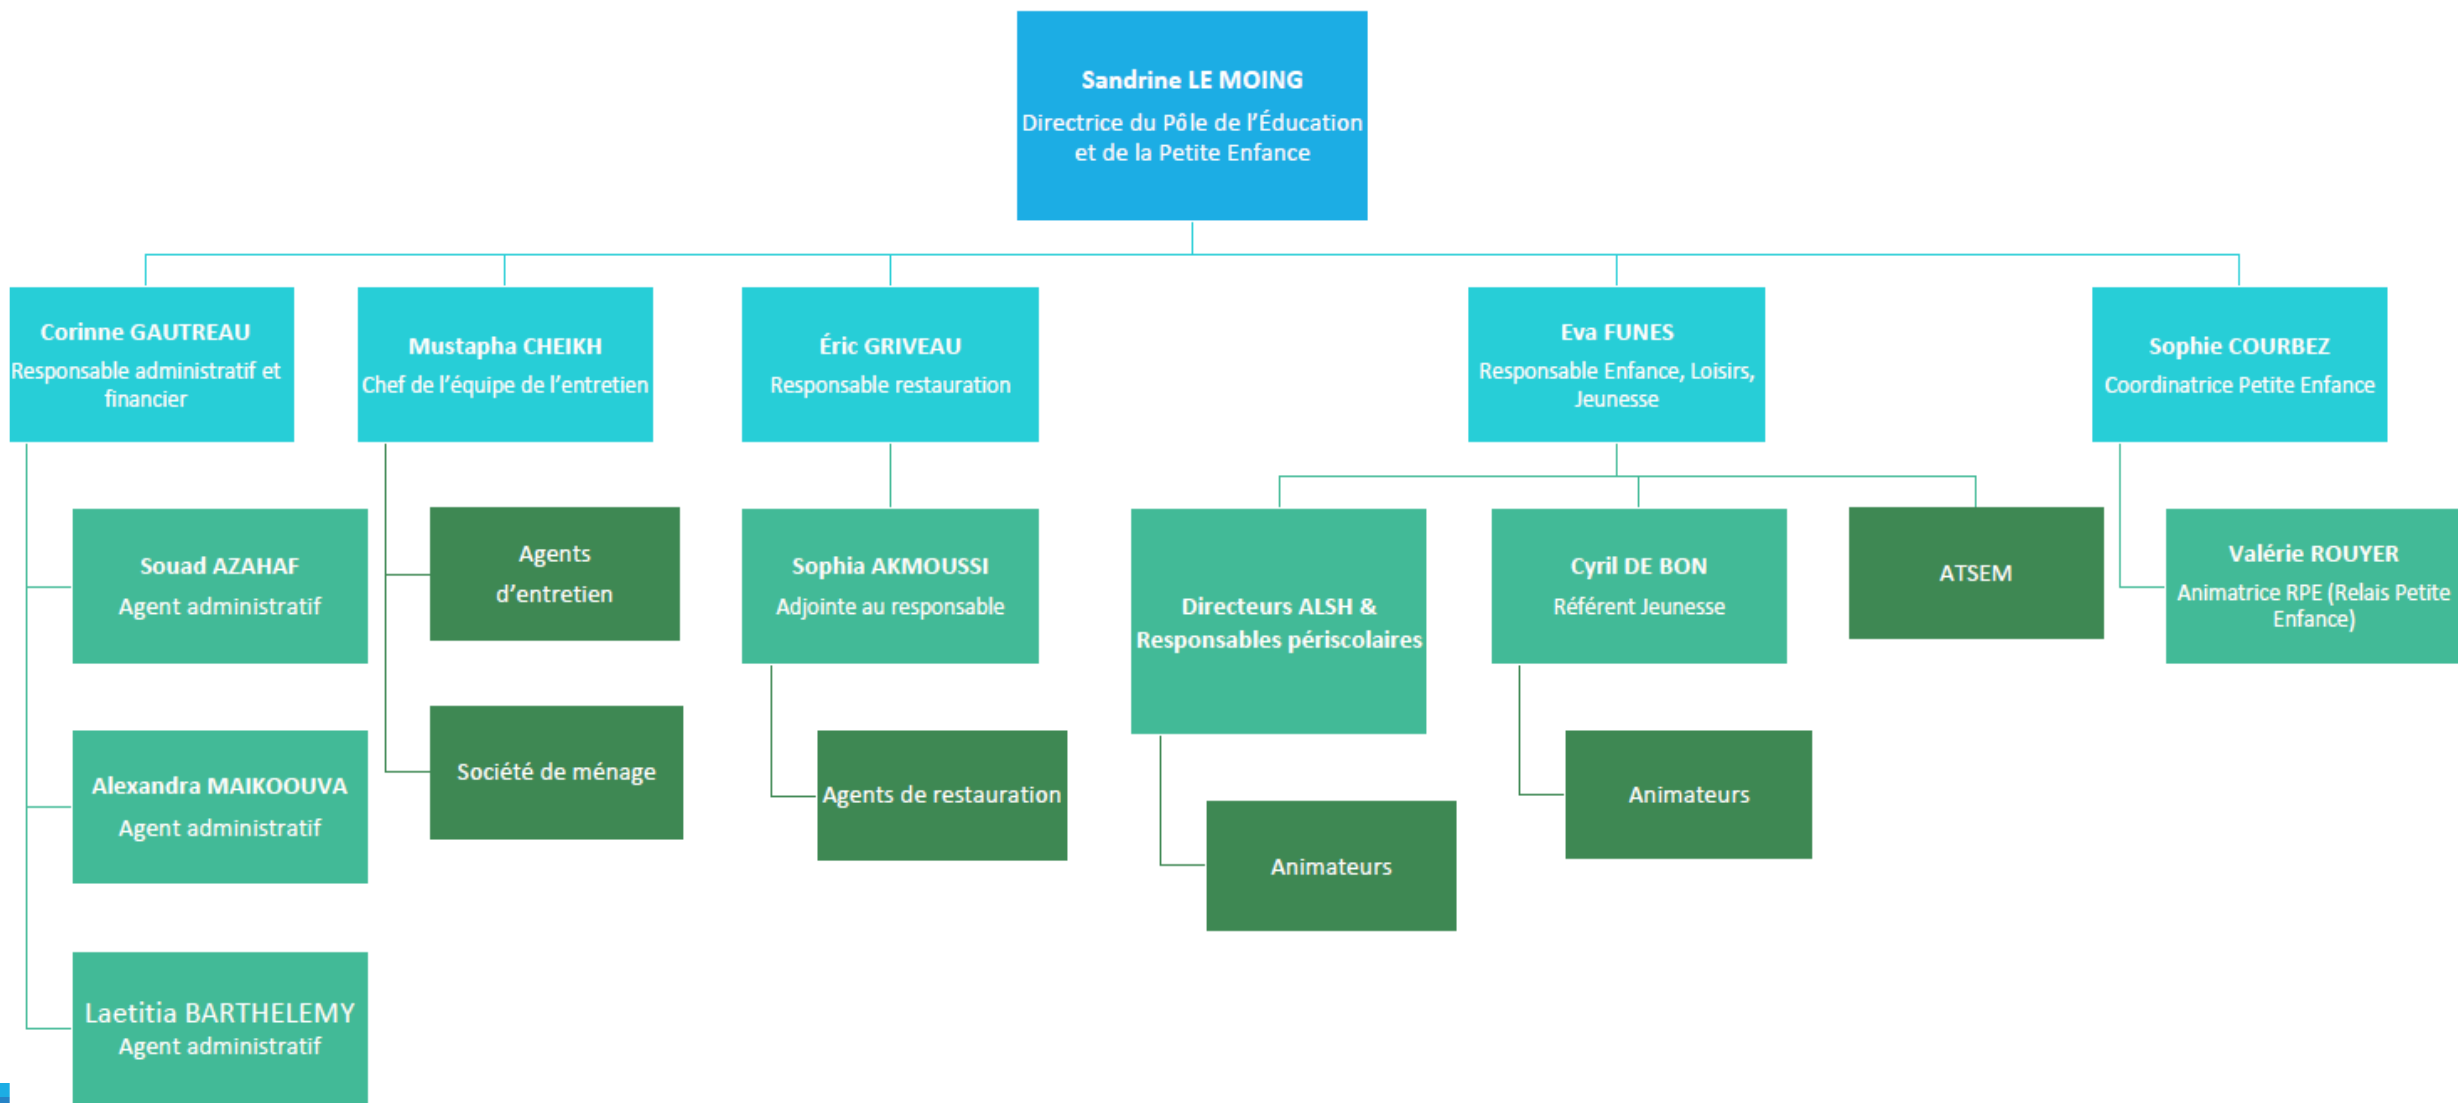 Sandrine LE MOING
Directrice du Pôle de l’Éducation
et de la Petite Enfance
Corinne GAUTREAU
Responsable administratif et
financier
Mustapha CHEIKH
Chef de l’équipe de l’entretien
Éric GRIVEAU
Responsable restauration
Eva FUNES
Responsable Enfance, Loisirs,
Jeunesse
Sophie COURBEZ
Coordinatrice Petite Enfance
Souad AZAHAF
Agent administratif
Agents
d’entretien
Sophia AKMOUSSI
Adjointe au responsable
Directeurs ALSH &
Responsables périscolaires
Cyril DE BON
Référent Jeunesse
ATSEM
Valérie ROUYER
Animatrice RPE (Relais Petite
Enfance)
Alexandra MAIKOOUVA
Agent administratif
Société de ménage
Agents de restauration
Animateurs
Animateurs
Laetitia BARTHELEMY
Agent administratif